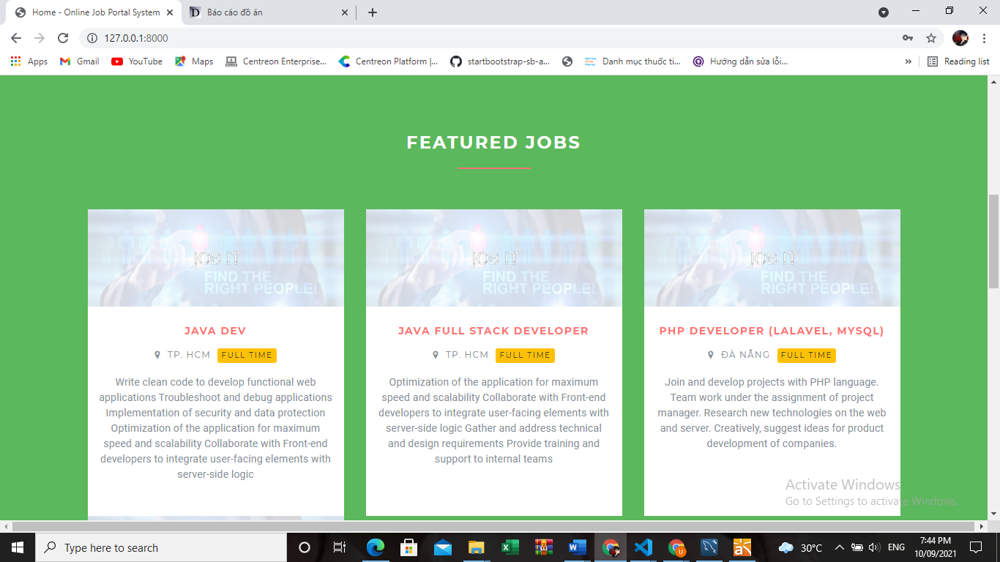 Home - Online Job Portal System
Báo cáo đồ án
127.0.0.1:8000
Apps
Gmail
YouTube
Maps
Centreon Enterprise...
Centreon Platform |...
startbootstrap-sb-a...
Danh mục thuốc ti...
Hướng dẫn sửa lỗi...
»
Reading list
FEATURED JOBS
JOB IT
FIND THE
RIGHT PEOPLE!
JAVA DEV
TP. HCM FULL TIME
Write clean code to develop functional web
applications Troubleshoot and debug applications
Implementation of security and data protection
Optimization of the application for maximum
speed and scalability Collaborate with Front-end
developers to integrate user-facing elements with
server-side logic
JOB IT
FIND THE
RIGHT PEOPLE!
JAVA FULL STACK DEVELOPER
TP. HCM FULL TIME
Optimization of the application for maximum
speed and scalability Collaborate with Front-end
developers to integrate user-facing elements with
server-side logic Gather and address technical
and design requirements Provide training and
support to internal teams
JOB IT
FIND THE
RIGHT PEOPLE!
PHP DEVELOPER (LALAVEL, MYSQL)
ĐÀ NẴNG FULL TIME
Join and develop projects with PHP language.
Team work under the assignment of project
manager. Research new technologies on the web
and server. Creatively, suggest ideas for product
development of companies.
Activate Windows
Go to Settings to activate Windows.
Type here to search
30°C
ENG
7:44 PM
10/09/2021